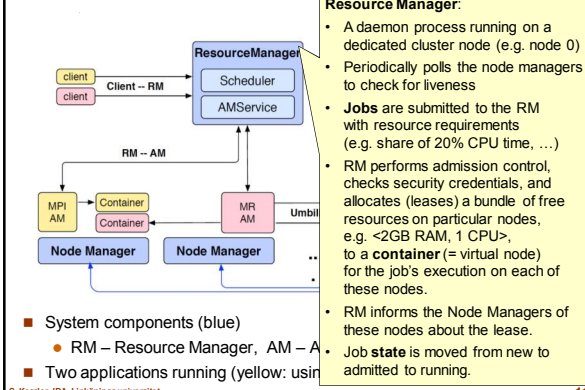 Resource Manager:
• A daemon process running on a
dedicated cluster node (e.g. node 0)
• Periodically polls the node managers
to check for liveness
• Jobs are submitted to the RM
with resource requirements
(e.g. share of 20% CPU time, …)
• RM performs admission control,
checks security credentials, and
allocates (leases) a bundle of free
resources on particular nodes,
e.g. <2GB RAM, 1 CPU>,
to a container (= virtual node)
for the job's execution on each of
these nodes.
• RM informs the Node Managers of
these nodes about the lease.
• Job state is moved from new to
admitted to running.
ResourceManager
Scheduler
AMService
client
client
Client -- RM
RM -- AM
MPI
AM
Container
Container
MR
AM
Umbil
Node Manager
Node Manager
System components (blue)
RM – Resource Manager, AM – A
Two applications running (yellow: usin